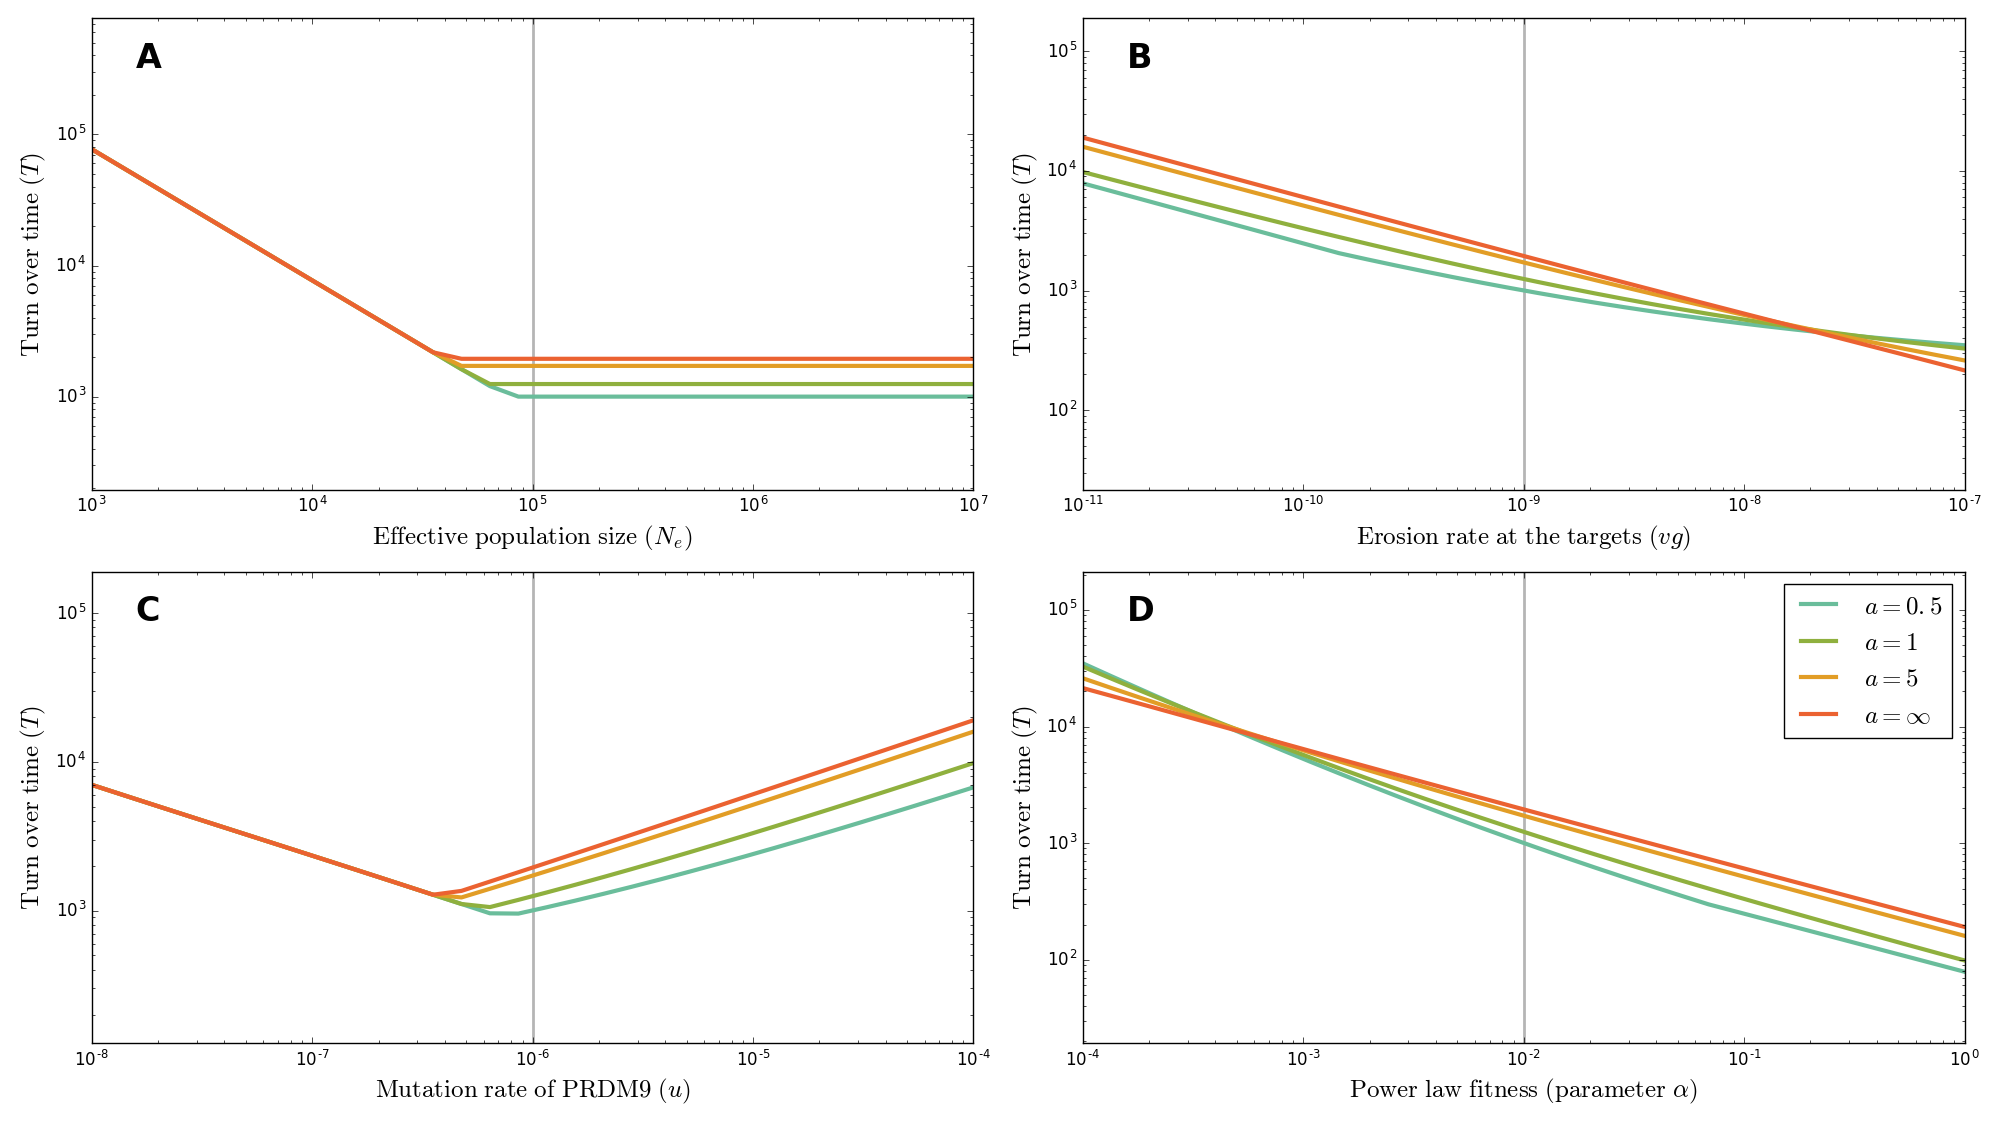 A
Turn over time (T)
10^5
10^4
10^3
10^3 10^4 10^5 10^6 10^7
Effective population size (N_e)
B
Turn over time (T)
10^5
10^4
10^3
10^2
10^-11 10^-10 10^-9 10^-8 10^-7
Erosion rate at the targets (vg)
C
Turn over time (T)
10^5
10^4
10^3
10^-8 10^-7 10^-6 10^-5 10^-4
Mutation rate of PRDM9 (u)
D
Turn over time (T)
10^5
10^4
10^3
10^2
10^-4 10^-3 10^-2 10^-1 10^0
Power law fitness (parameter α)
a = 0.5
a = 1
a = 5
a = ∞